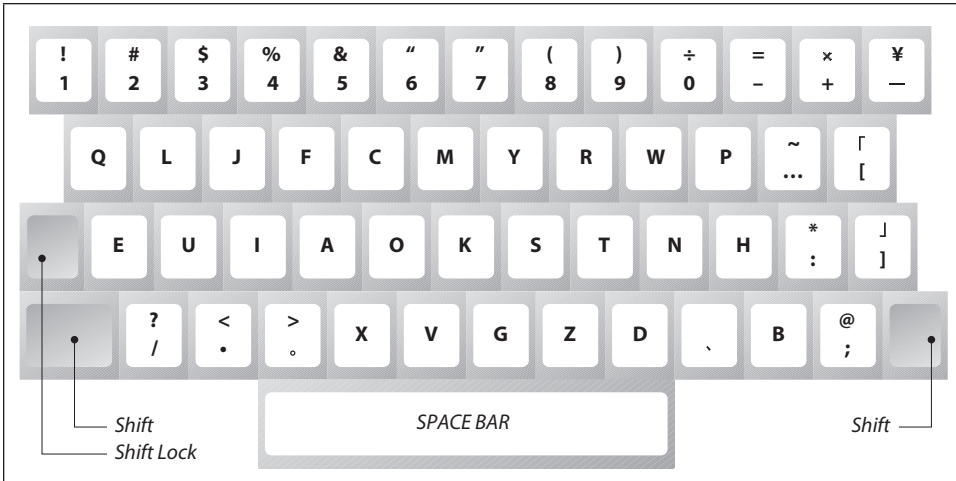 ! # $ % & “ ” ( ) ÷ = × ¥
1 2 3 4 5 6 7 8 9 0 – + —
Q L J F C M Y R W P ~ … 「 [
E U I A O K S T N H * : 」 ]
? / < • > 。 X V G Z D 、 B @ ;
SPACE BAR
Shift
Shift Lock
Shift